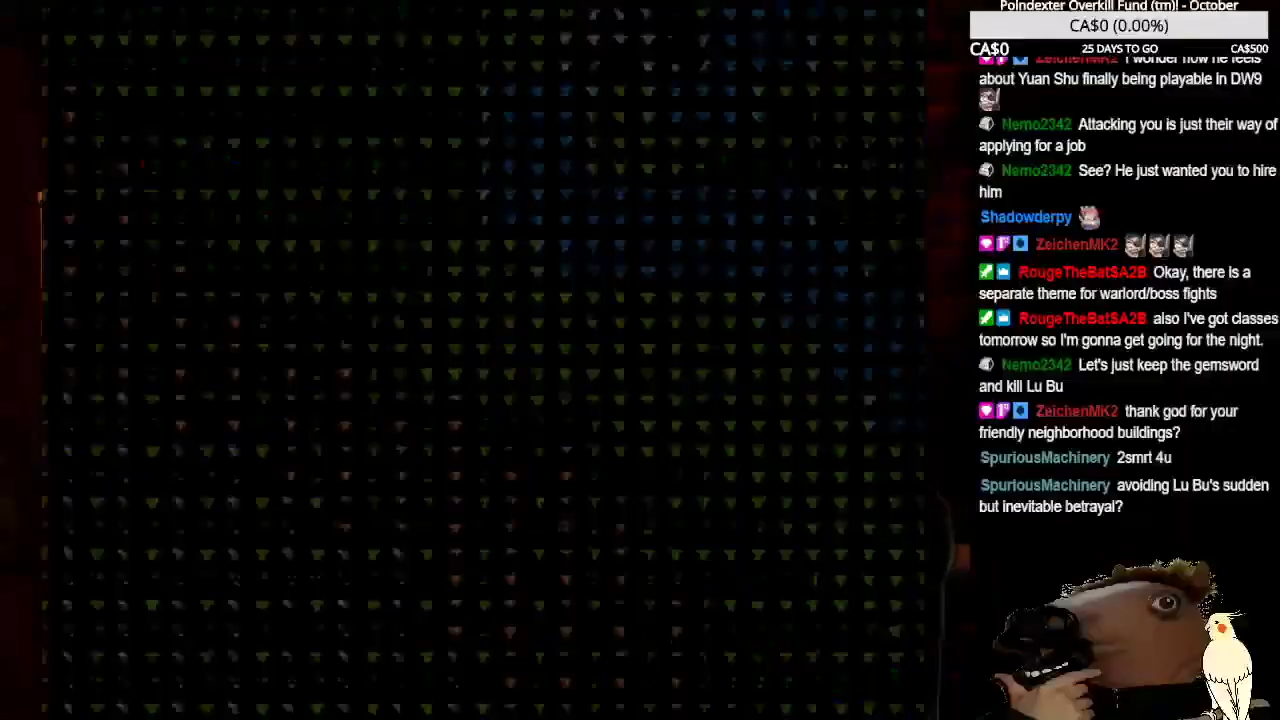 Poindexter Overkill Fund (tm)! - October
CA$0 (0.00%)
CA$0 25 DAYS TO GO CA$500
ZeichenMK2 I wonder how he feels
about Yuan Shu finally being playable in DW9
Nemo2342 Attacking you is just their way of
applying for a job
Nemo2342 See? He just wanted you to hire
him
Shadowderpy
ZeichenMK2
RougeTheBatSA2B Okay, there is a
separate theme for warlord/boss fights
RougeTheBatSA2B also I've got classes
tomorrow so I'm gonna get going for the night.
Nemo2342 Let's just keep the gemsword
and kill Lu Bu
ZeichenMK2 thank god for your
friendly neighborhood buildings?
SpuriousMachinery 2smrt 4u
SpuriousMachinery avoiding Lu Bu's sudden
but inevitable betrayal?